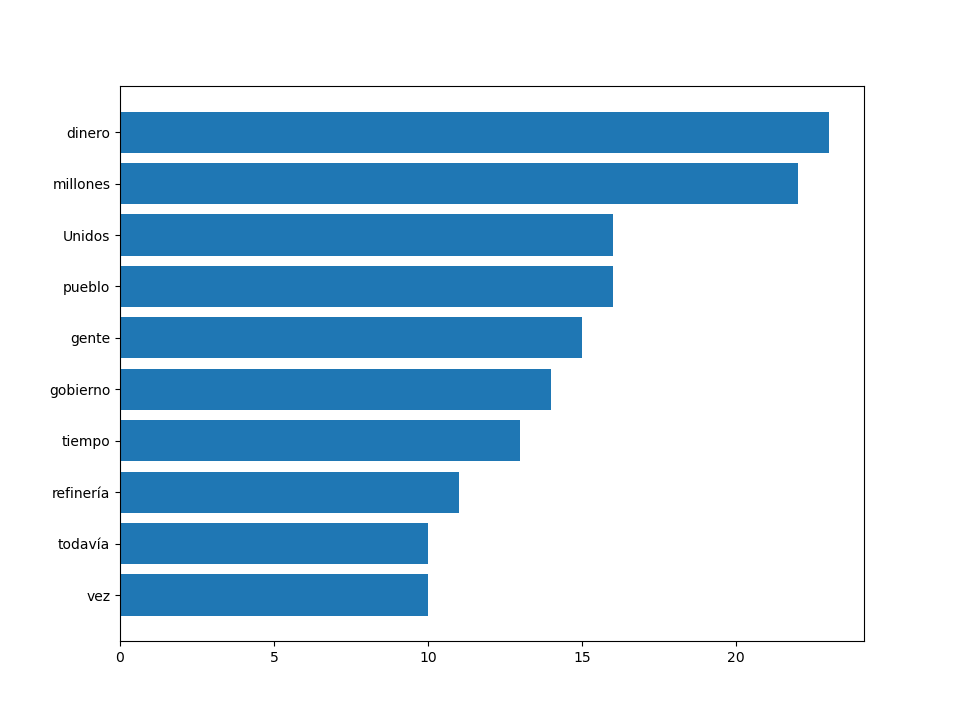 dinero
millones
Unidos
pueblo
gente
gobierno
tiempo
refinería
todavía
vez
0 5 10 15 20